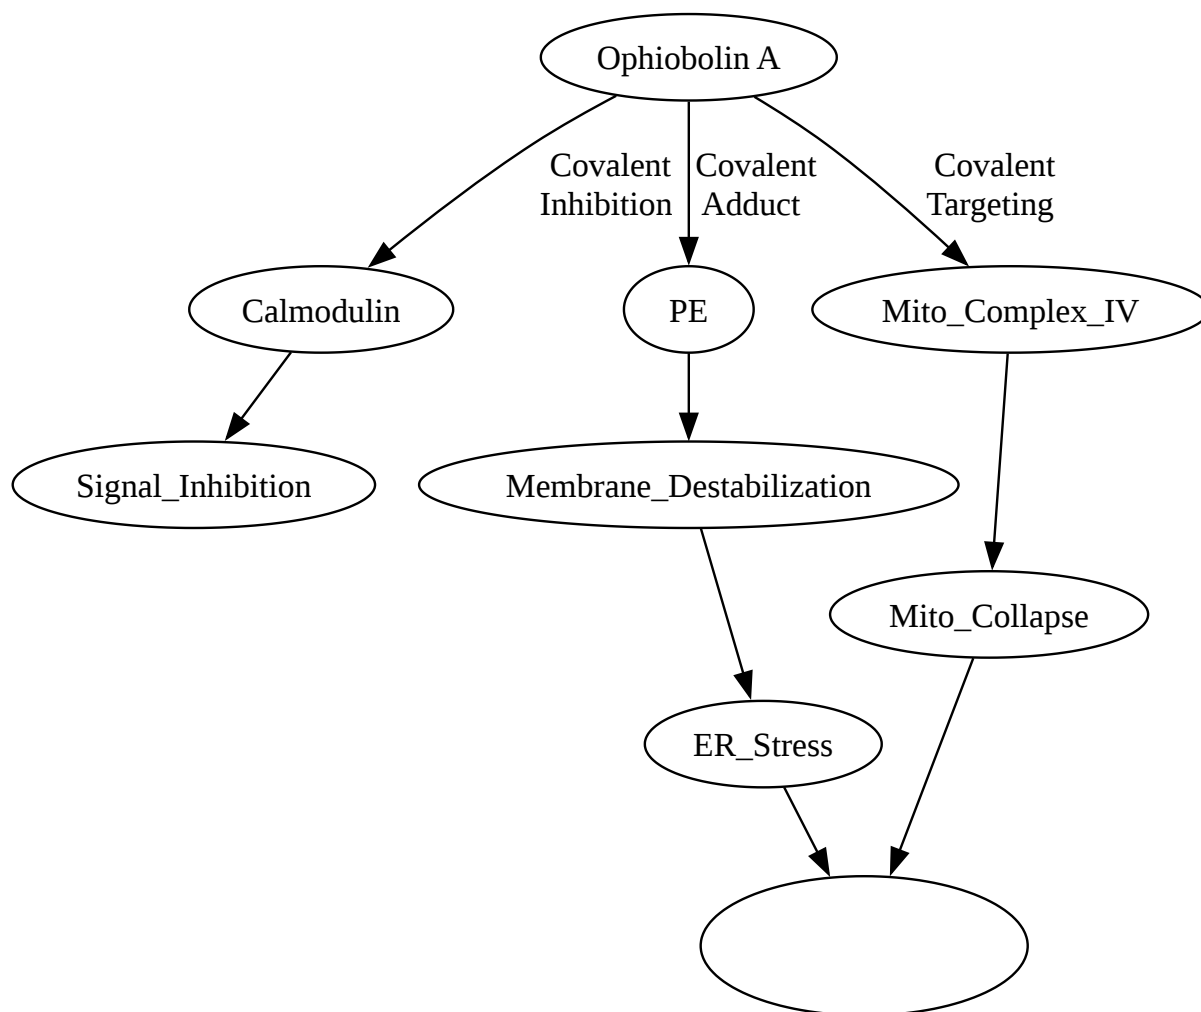 Ophiobolin A
Covalent
Inhibition
Covalent
Adduct
Covalent
Targeting
Calmodulin
PE
Mito_Complex_IV
Signal_Inhibition
Membrane_Destabilization
Mito_Collapse
ER_Stress